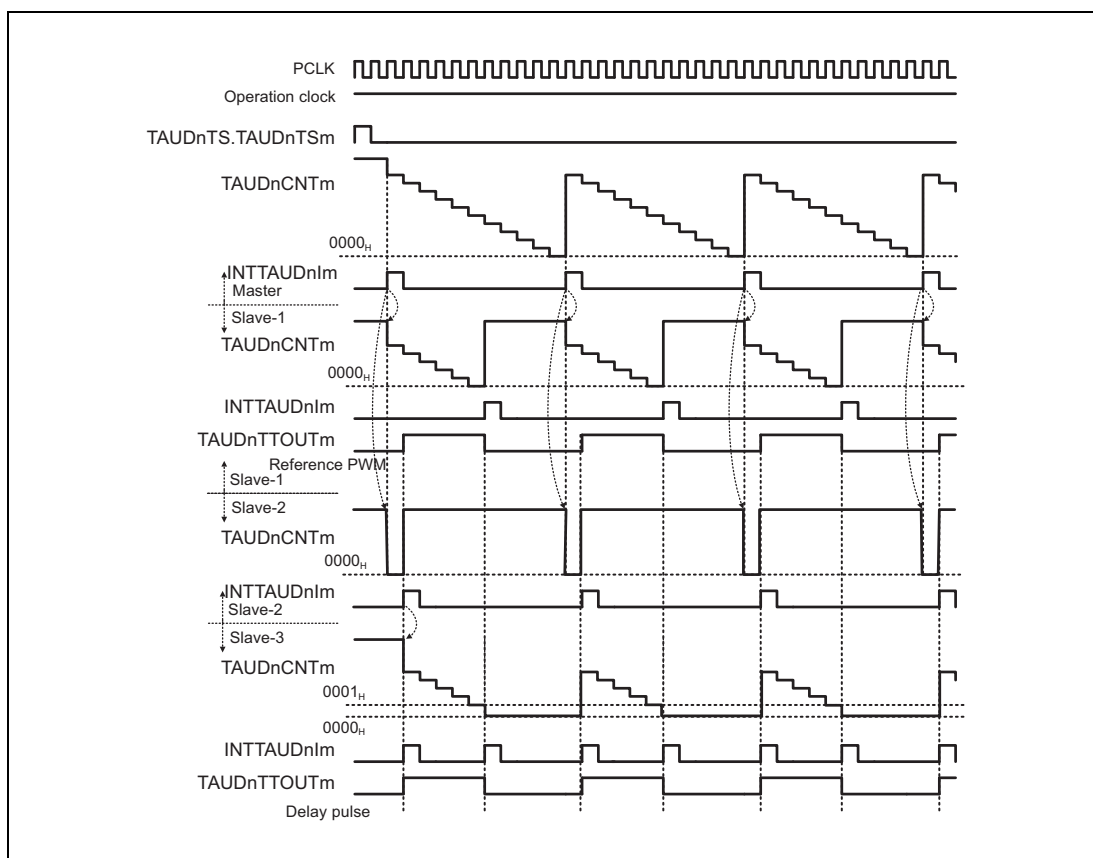 PCLK
Operation clock
TAUDnTS.TAUDnTSm
TAUDnCNTm
0000H
INTTAUDnIm
Master
Slave-1
TAUDnCNTm
0000H
INTTAUDnIm
TAUDnTTOUTm
Reference PWM
Slave-1
Slave-2
TAUDnCNTm
0000H
INTTAUDnIm
Slave-2
Slave-3
TAUDnCNTm
0001H
0000H
INTTAUDnIm
TAUDnTTOUTm
Delay pulse